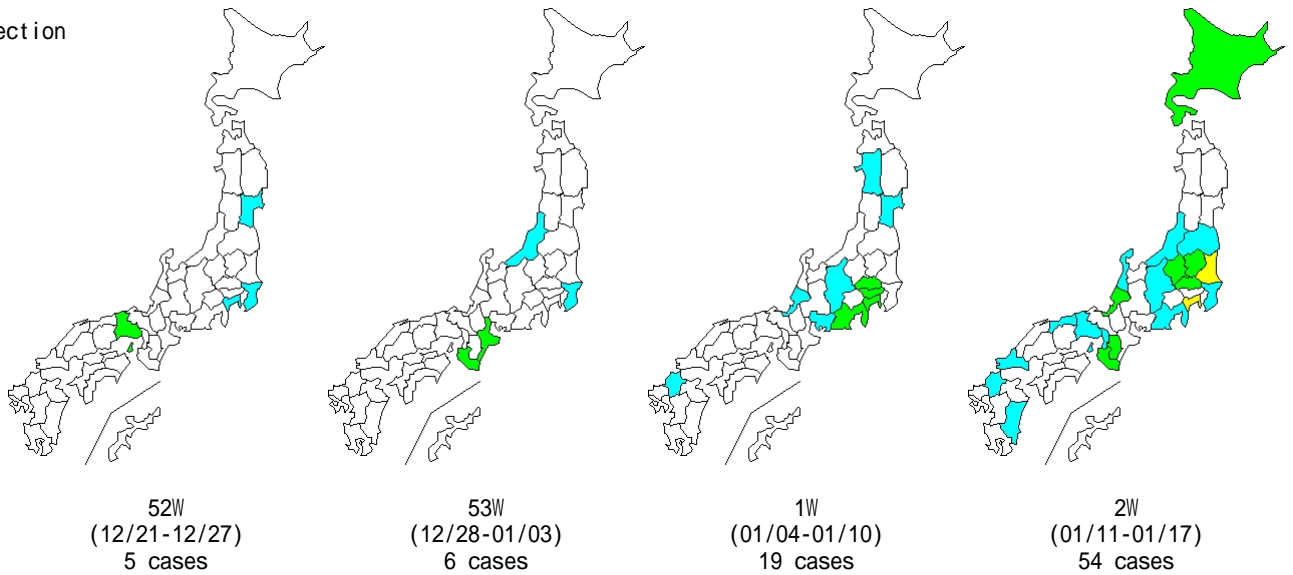 ection
52W
(12/21-12/27)
5 cases
53W
(12/28-01/03)
6 cases
1W
(01/04-01/10)
19 cases
2W
(01/11-01/17)
54 cases